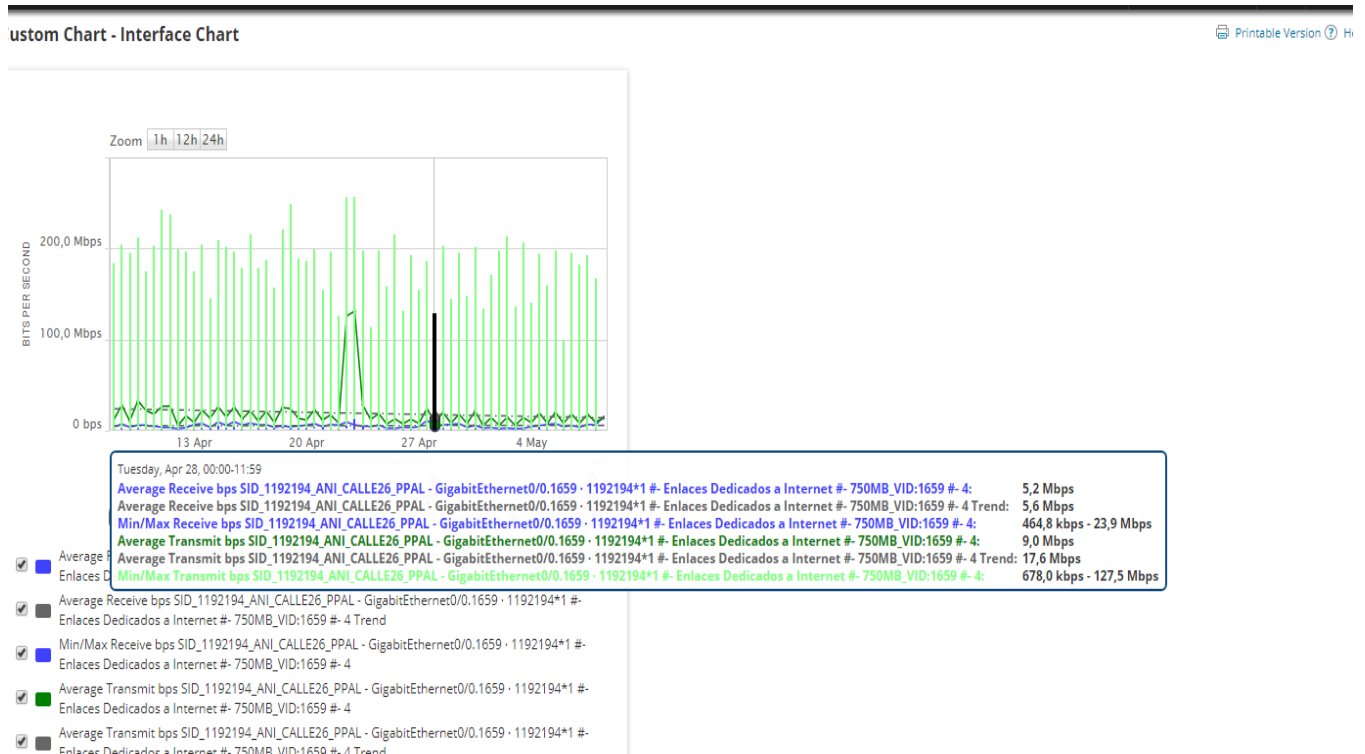 ustom Chart - Interface Chart
Printable Version ? He
Zoom 1h 12h 24h
BITS PER SECOND
200,0 Mbps
100,0 Mbps
0 bps
13 Apr 20 Apr 27 Apr 4 May
Tuesday, Apr 28, 00:00-11:59
Average Receive bps SID_1192194_ANI_CALLE26_PPAL - GigabitEthernet0/0.1659 · 1192194*1 #- Enlaces Dedicados a Internet #- 750MB_VID:1659 #- 4: 5,2 Mbps
Average Receive bps SID_1192194_ANI_CALLE26_PPAL - GigabitEthernet0/0.1659 · 1192194*1 #- Enlaces Dedicados a Internet #- 750MB_VID:1659 #- 4 Trend: 5,6 Mbps
Min/Max Receive bps SID_1192194_ANI_CALLE26_PPAL - GigabitEthernet0/0.1659 · 1192194*1 #- Enlaces Dedicados a Internet #- 750MB_VID:1659 #- 4: 464,8 kbps - 23,9 Mbps
Average Transmit bps SID_1192194_ANI_CALLE26_PPAL - GigabitEthernet0/0.1659 · 1192194*1 #- Enlaces Dedicados a Internet #- 750MB_VID:1659 #- 4: 9,0 Mbps
Average Transmit bps SID_1192194_ANI_CALLE26_PPAL - GigabitEthernet0/0.1659 · 1192194*1 #- Enlaces Dedicados a Internet #- 750MB_VID:1659 #- 4 Trend: 17,6 Mbps
Min/Max Transmit bps SID_1192194_ANI_CALLE26_PPAL - GigabitEthernet0/0.1659 · 1192194*1 #- Enlaces Dedicados a Internet #- 750MB_VID:1659 #- 4: 678,0 kbps - 127,5 Mbps
Average
Enlaces D
Average Receive bps SID_1192194_ANI_CALLE26_PPAL - GigabitEthernet0/0.1659 · 1192194*1 #-
Enlaces Dedicados a Internet #- 750MB_VID:1659 #- 4 Trend
Min/Max Receive bps SID_1192194_ANI_CALLE26_PPAL - GigabitEthernet0/0.1659 · 1192194*1 #-
Enlaces Dedicados a Internet #- 750MB_VID:1659 #- 4
Average Transmit bps SID_1192194_ANI_CALLE26_PPAL - GigabitEthernet0/0.1659 · 1192194*1 #-
Enlaces Dedicados a Internet #- 750MB_VID:1659 #- 4
Average Transmit bps SID_1192194_ANI_CALLE26_PPAL - GigabitEthernet0/0.1659 · 1192194*1 #-
Enlaces Dedicados a Internet #- 750MB_VID:1659 #- 4 Trend